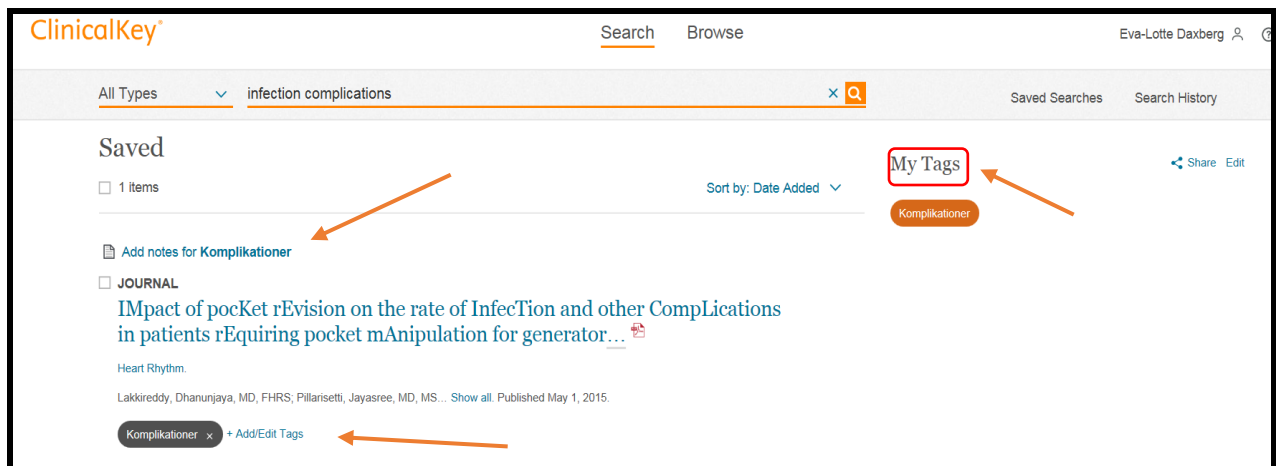 ClinicalKey®
Search Browse
Eva-Lotte Daxberg
All Types
infection complications
Saved Searches
Search History
Saved
1 items
Sort by: Date Added
Add notes for Komplikationer
JOURNAL
IMpact of pocKet rEvision on the rate of InfecTion and other CompLications
in patients rEquiring pocket mAnipulation for generator...
Heart Rhythm.
Lakkireddy, Dhanunjaya, MD, FHRS; Pillarisetti, Jayasree, MD, MS... Show all. Published May 1, 2015.
Komplikationer x + Add/Edit Tags
My Tags
Share Edit
Komplikationer